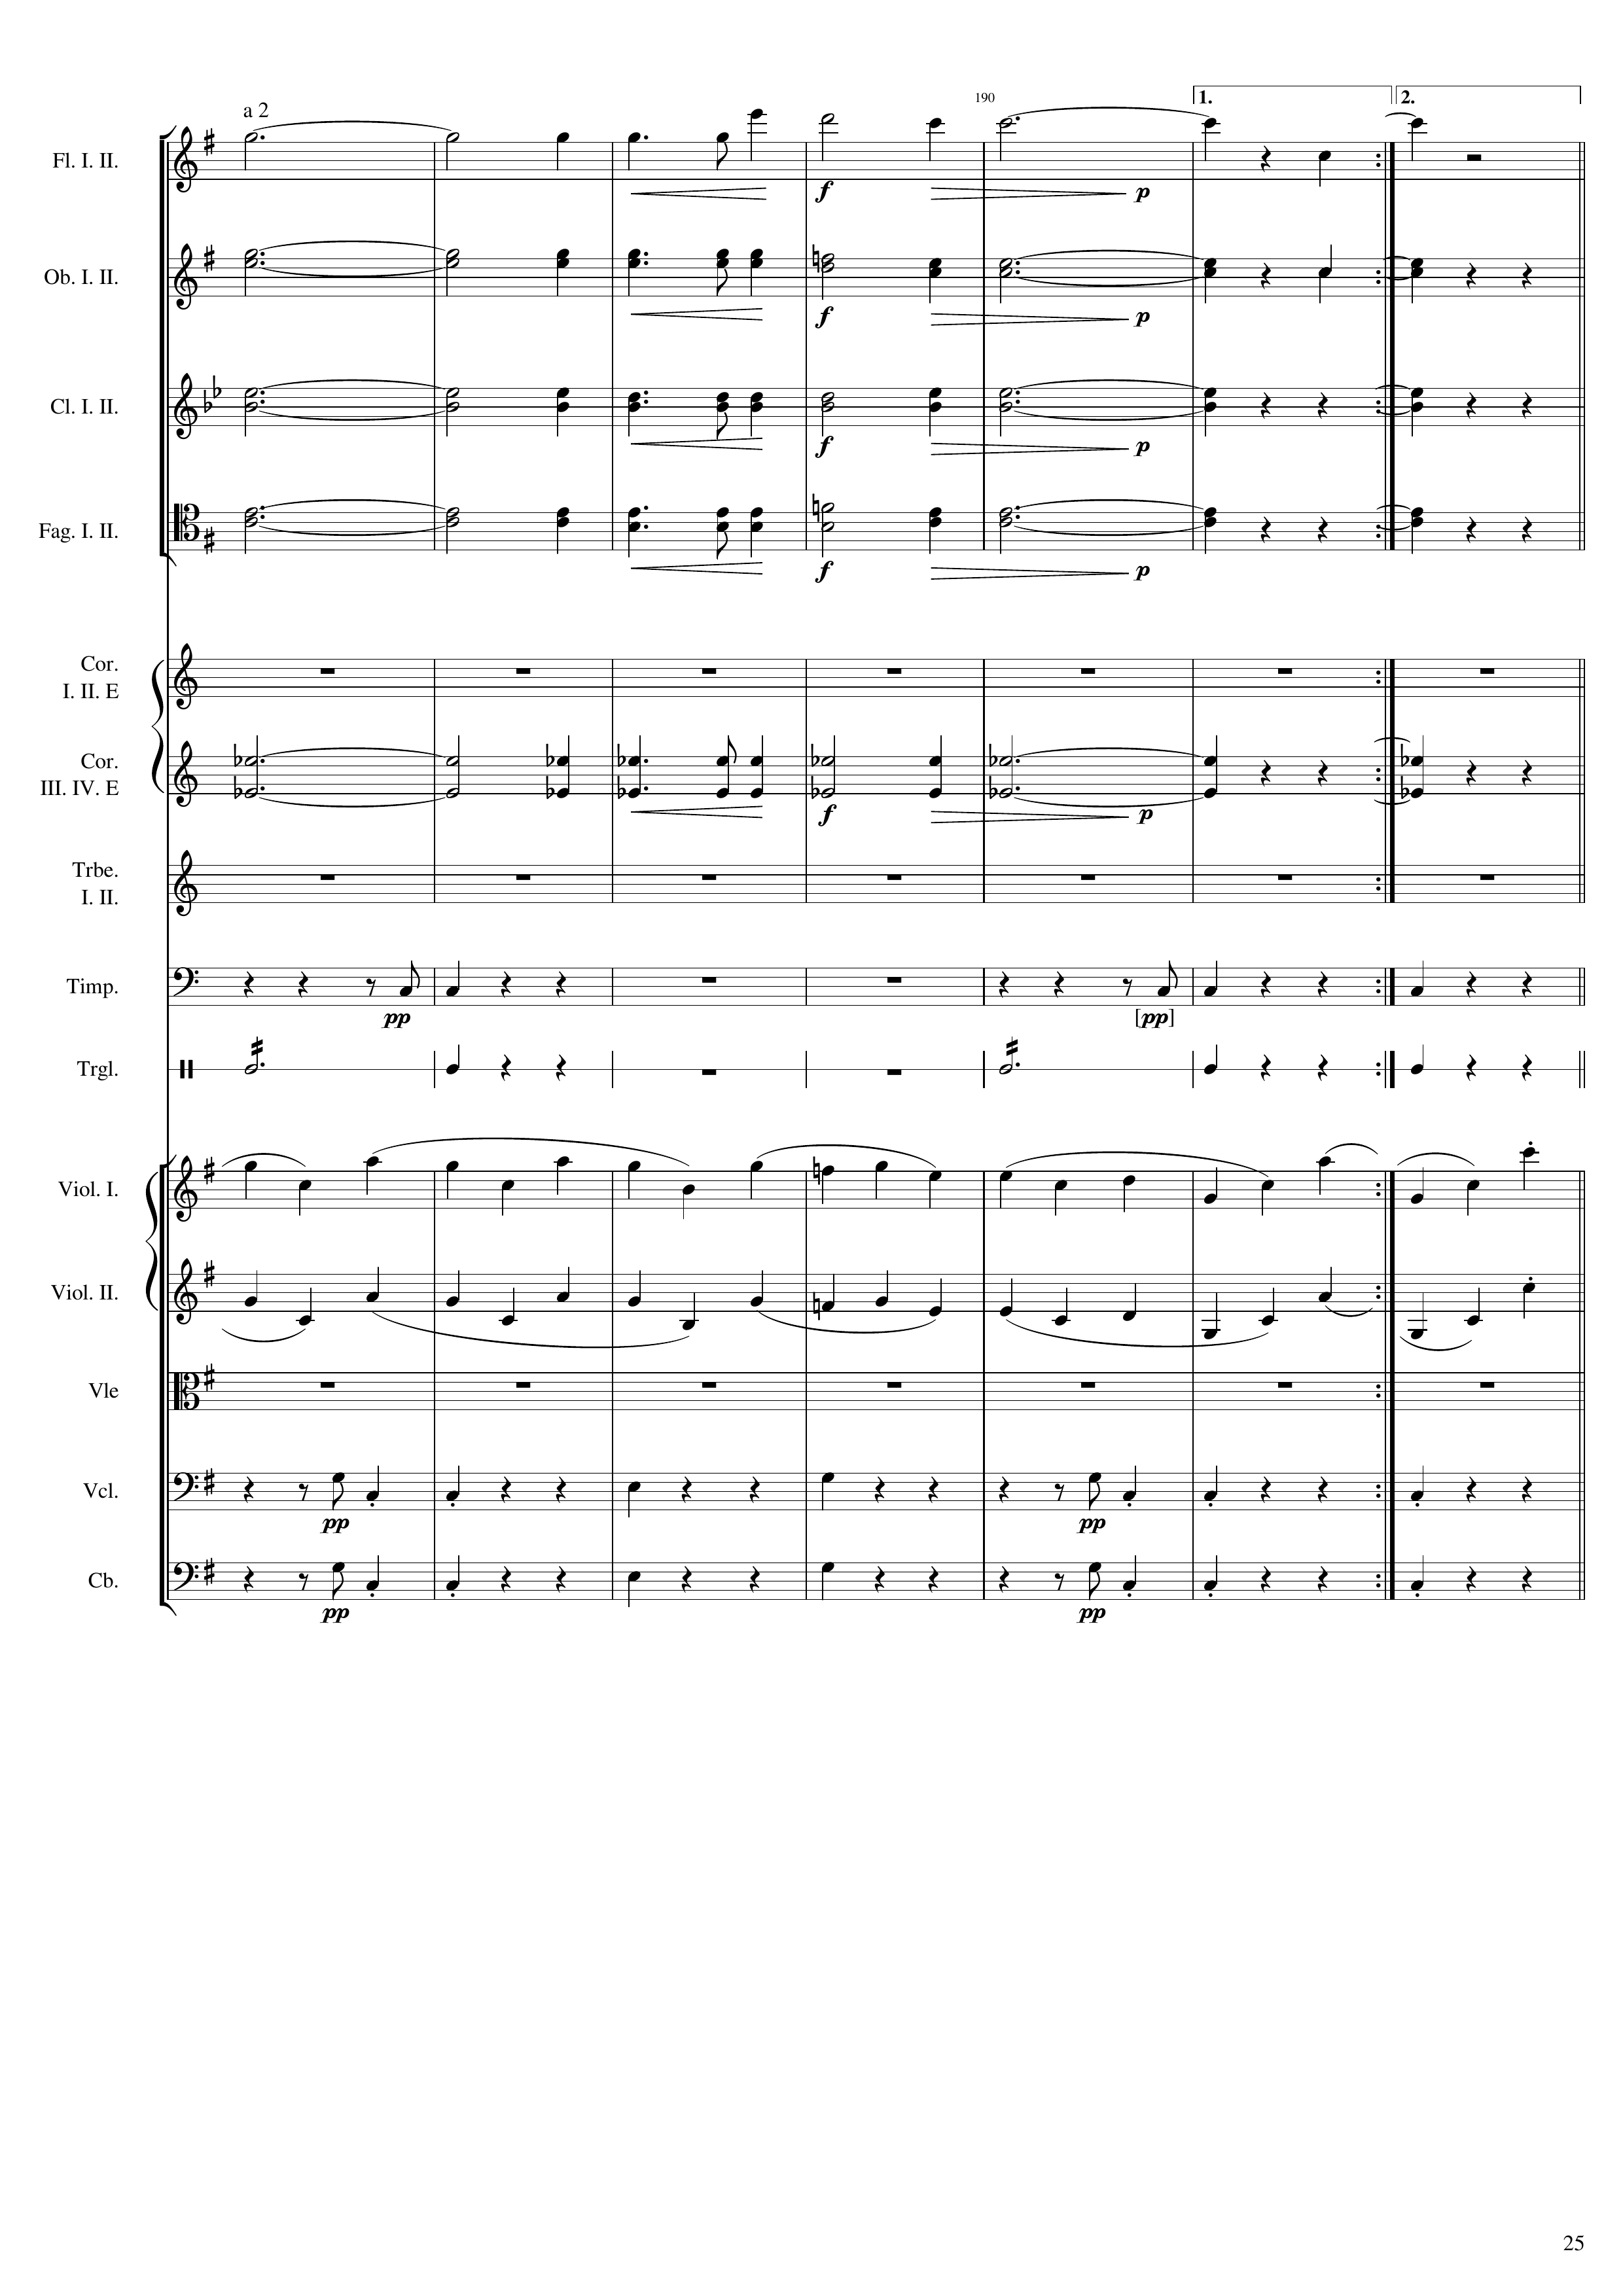 a 2
190
1.
2.
Fl. I. II.
f
p
Ob. I. II.
f
p
Cl. I. II.
f
p
Fag. I. II.
f
p
Cor.
I. II. E
Cor.
III. IV. E
f
p
Trbe.
I. II.
Timp.
pp
[pp]
Trgl.
Viol. I.
Viol. II.
Vle
Vcl.
pp
pp
Cb.
pp
pp
25